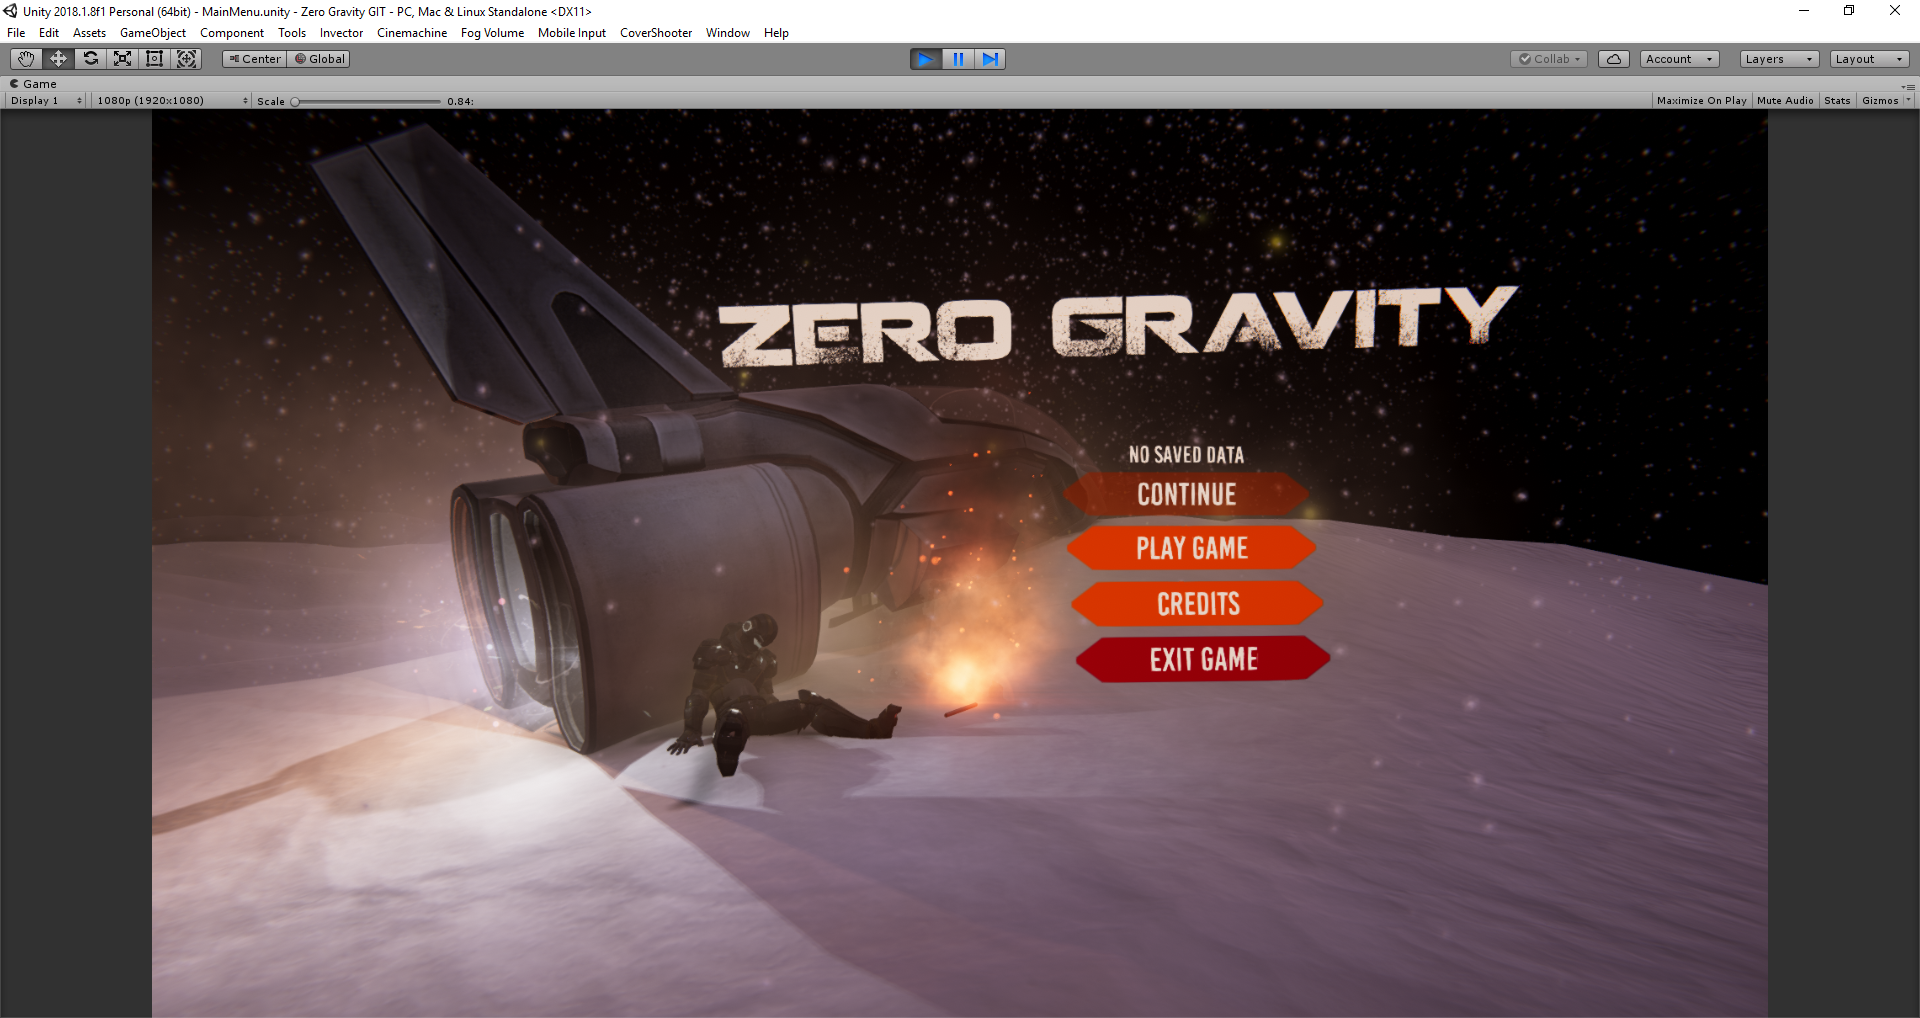 Unity 2018.1.8f1 Personal (64bit) - MainMenu.unity - Zero Gravity GIT - PC, Mac & Linux Standalone <DX11>
File Edit Assets GameObject Component Tools Invector Cinemachine Fog Volume Mobile Input CoverShooter Window Help
Center Global Collab Account Layers Layout
Game
Display 1 1080p (1920x1080) Scale 0.84: Maximize On Play Mute Audio Stats Gizmos
ZERO GRAVITY
NO SAVED DATA
CONTINUE
PLAY GAME
CREDITS
EXIT GAME